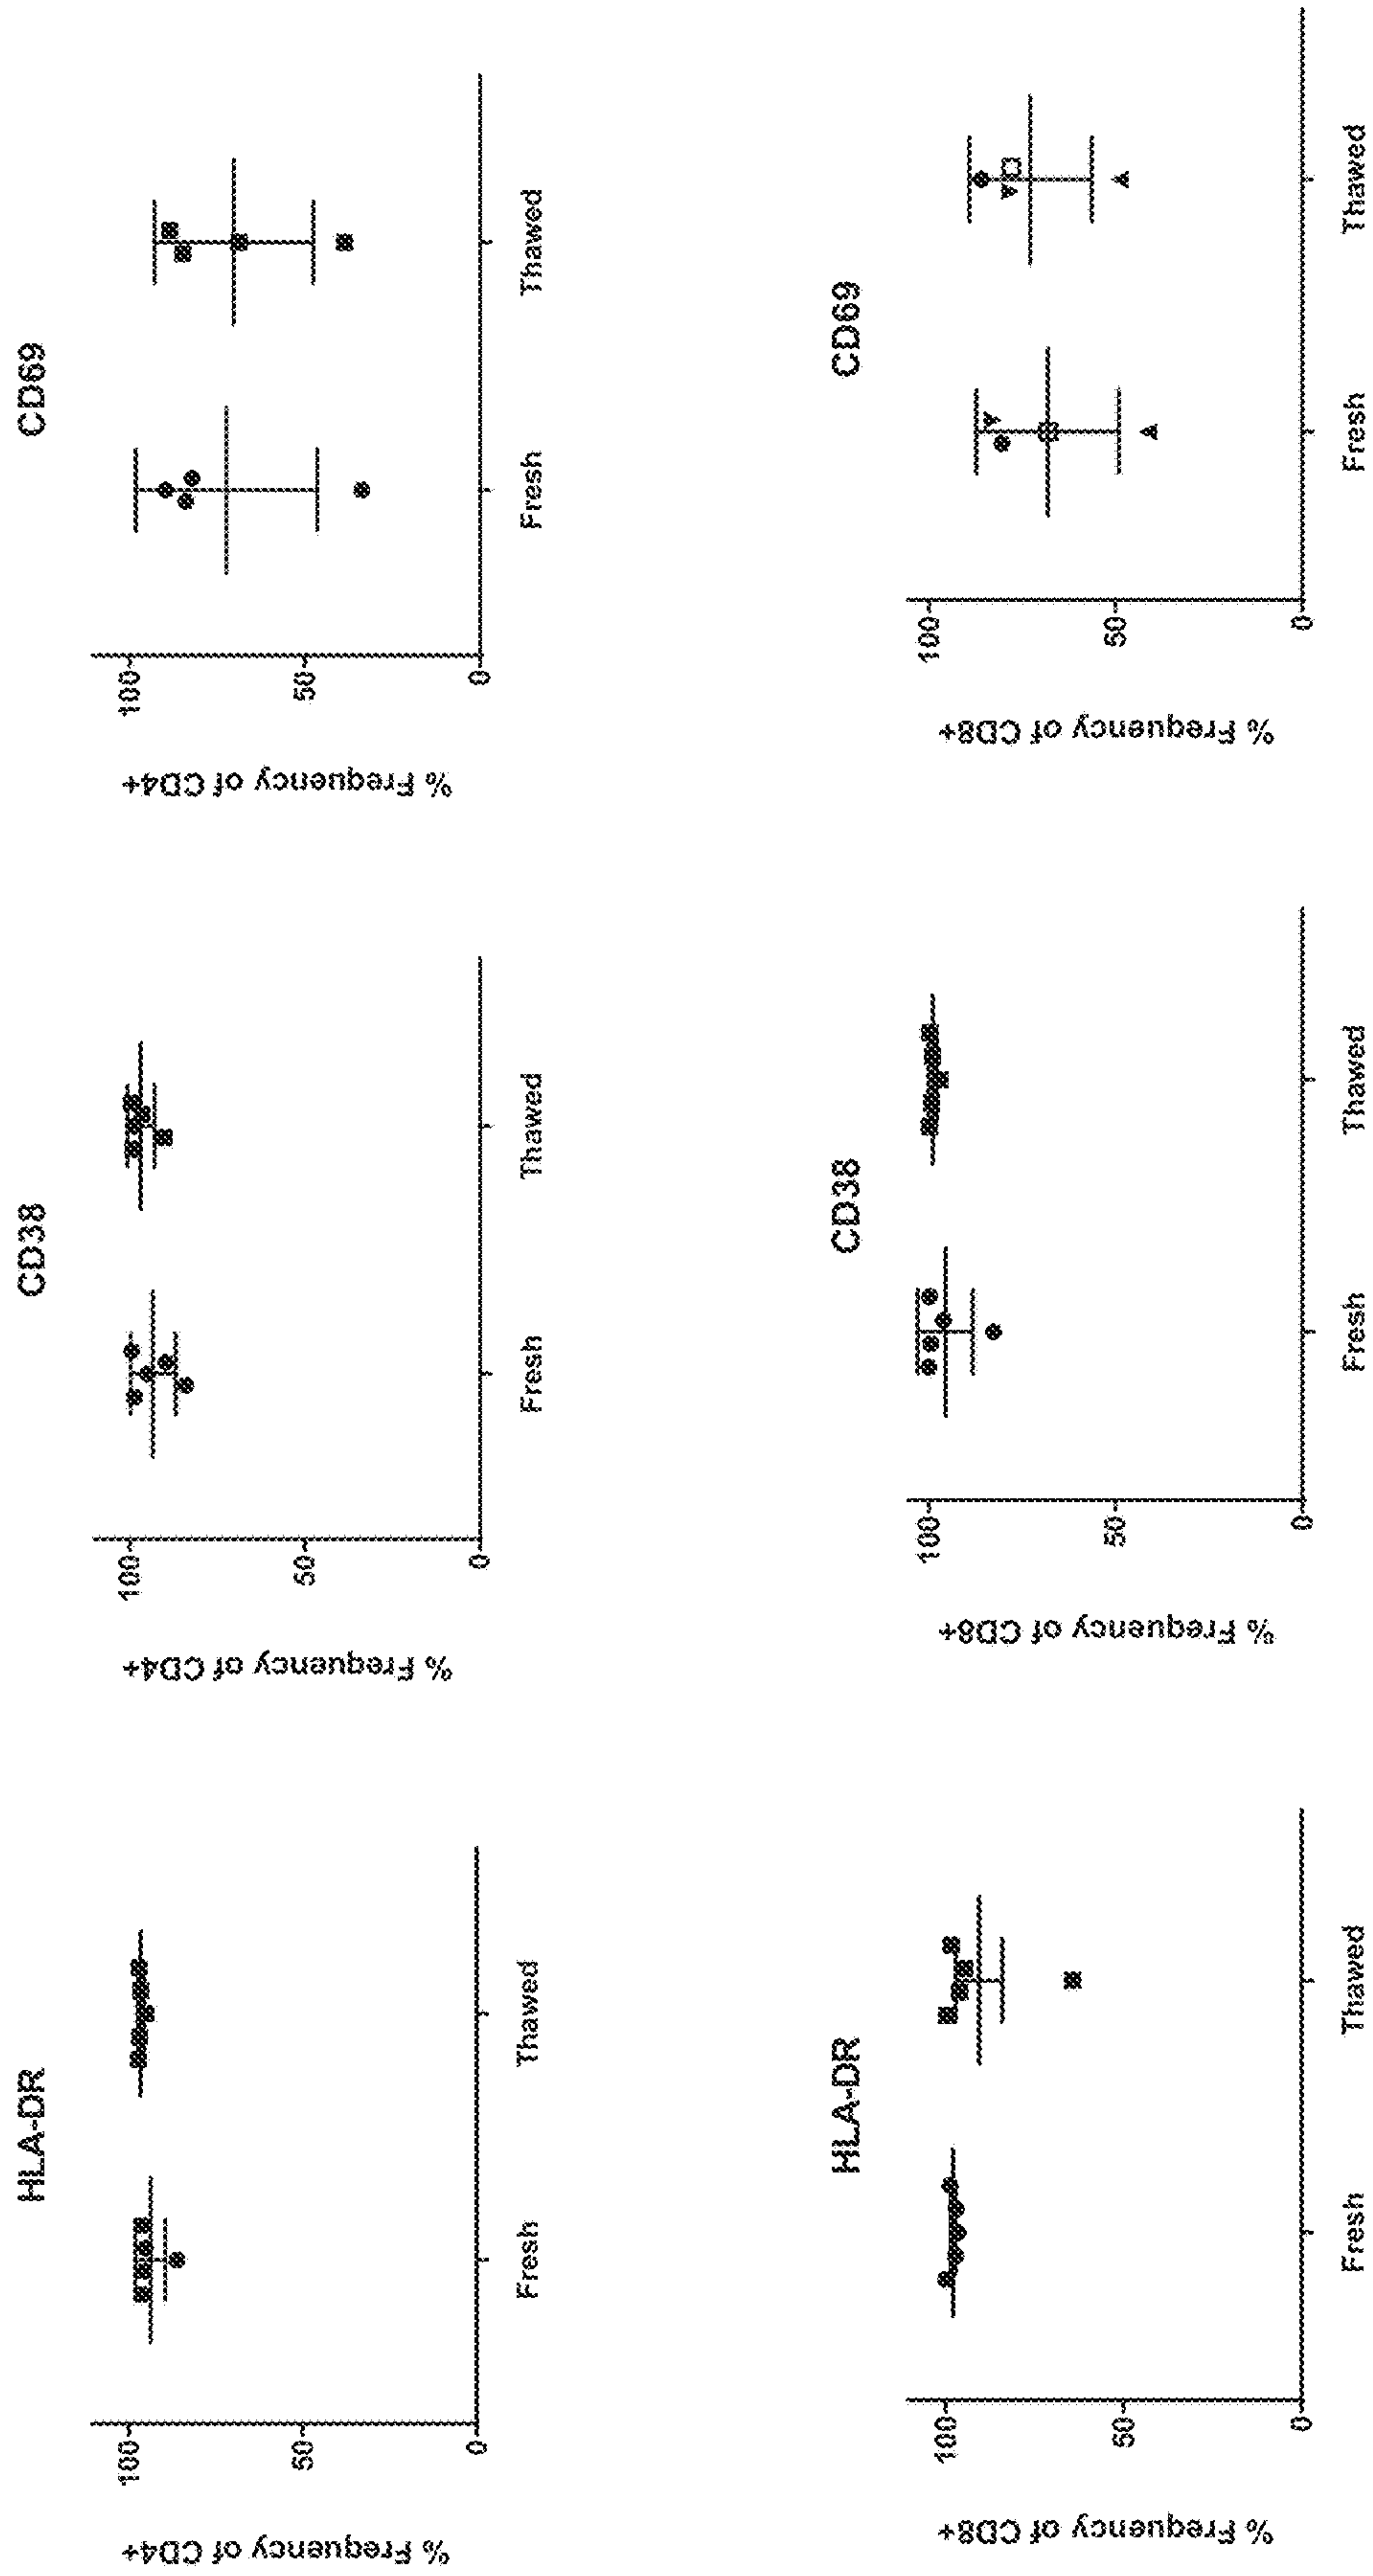 HLA-DR
% Frequency of CD4+
100
50
0
Fresh
Thawed
CD38
% Frequency of CD4+
100
50
0
Fresh
Thawed
CD69
% Frequency of CD4+
100
50
0
Fresh
Thawed
HLA-DR
% Frequency of CD8+
100
50
0
Fresh
Thawed
CD38
% Frequency of CD8+
100
50
0
Fresh
Thawed
CD69
% Frequency of CD8+
100
50
0
Fresh
Thawed